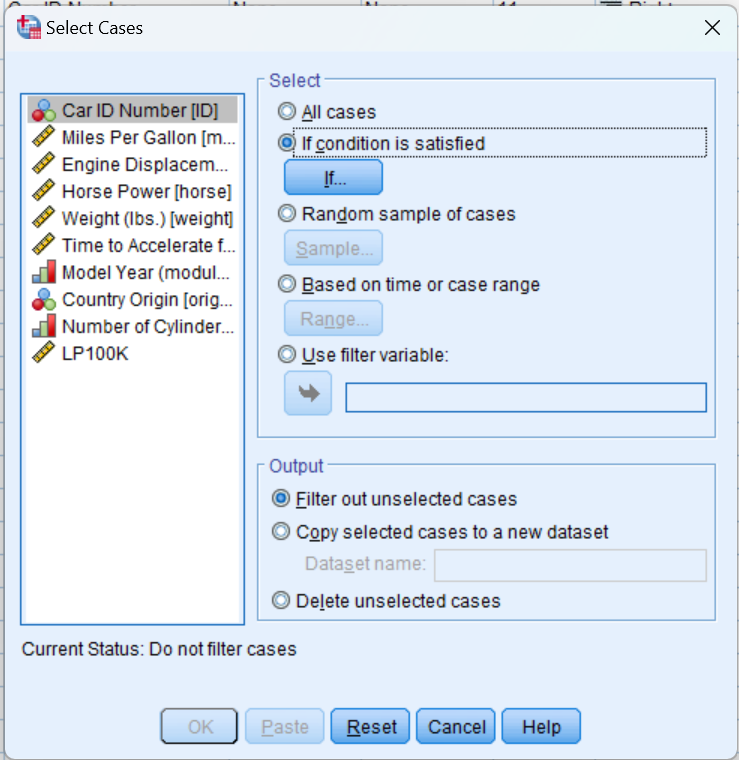 Select Cases
Car ID Number [ID]
Miles Per Gallon [m...
Engine Displacem...
Horse Power [horse]
Weight (lbs.) [weight]
Time to Accelerate f...
Model Year (modul...
Country Origin [orig...
Number of Cylinder...
LP100K
Select
All cases
If condition is satisfied
If...
Random sample of cases
Sample...
Based on time or case range
Range...
Use filter variable:
Output
Filter out unselected cases
Copy selected cases to a new dataset
Dataset name:
Delete unselected cases
Current Status: Do not filter cases
OK
Paste
Reset
Cancel
Help